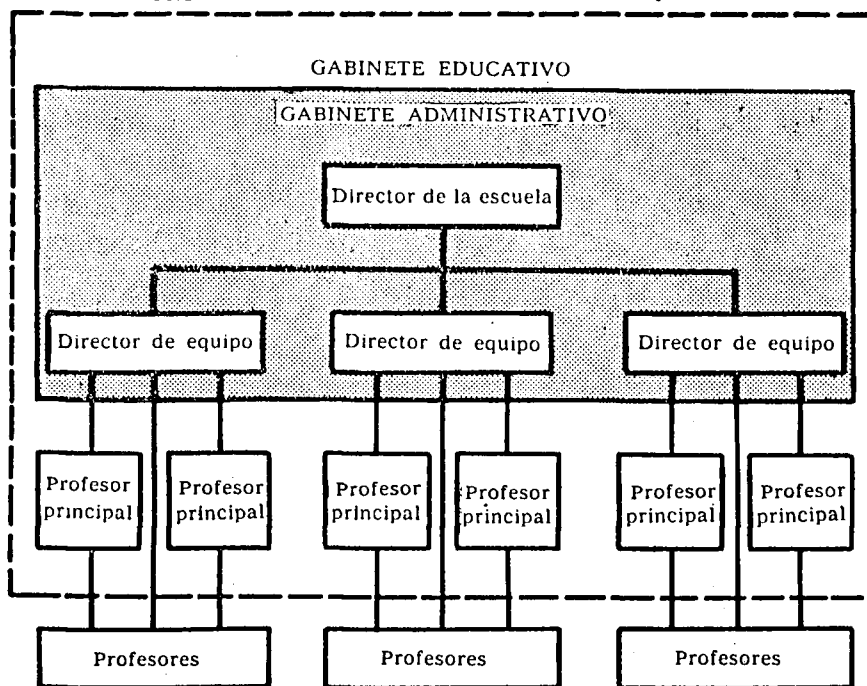 GABINETE EDUCATIVO
GABINETE ADMINISTRATIVO
Director de la escuela
Director de equipo
Director de equipo
Director de equipo
Profesor
principal
Profesor
principal
Profesor
principal
Profesor
principal
Profesor
principal
Profesor
principal
Profesores
Profesores
Profesores